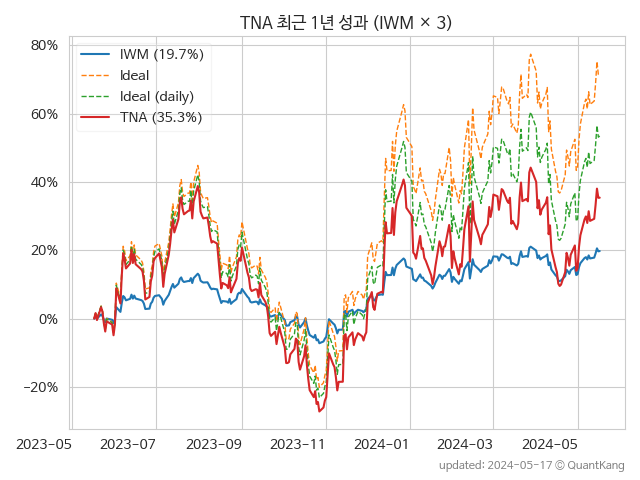 TNA 최근 1년 성과 (IWM × 3)
IWM (19.7%)
Ideal
Ideal (daily)
TNA (35.3%)
80%
60%
40%
20%
0%
−20%
2023−05 2023−07 2023−09 2023−11 2024−01 2024−03 2024−05
updated: 2024−05−17 © QuantKang